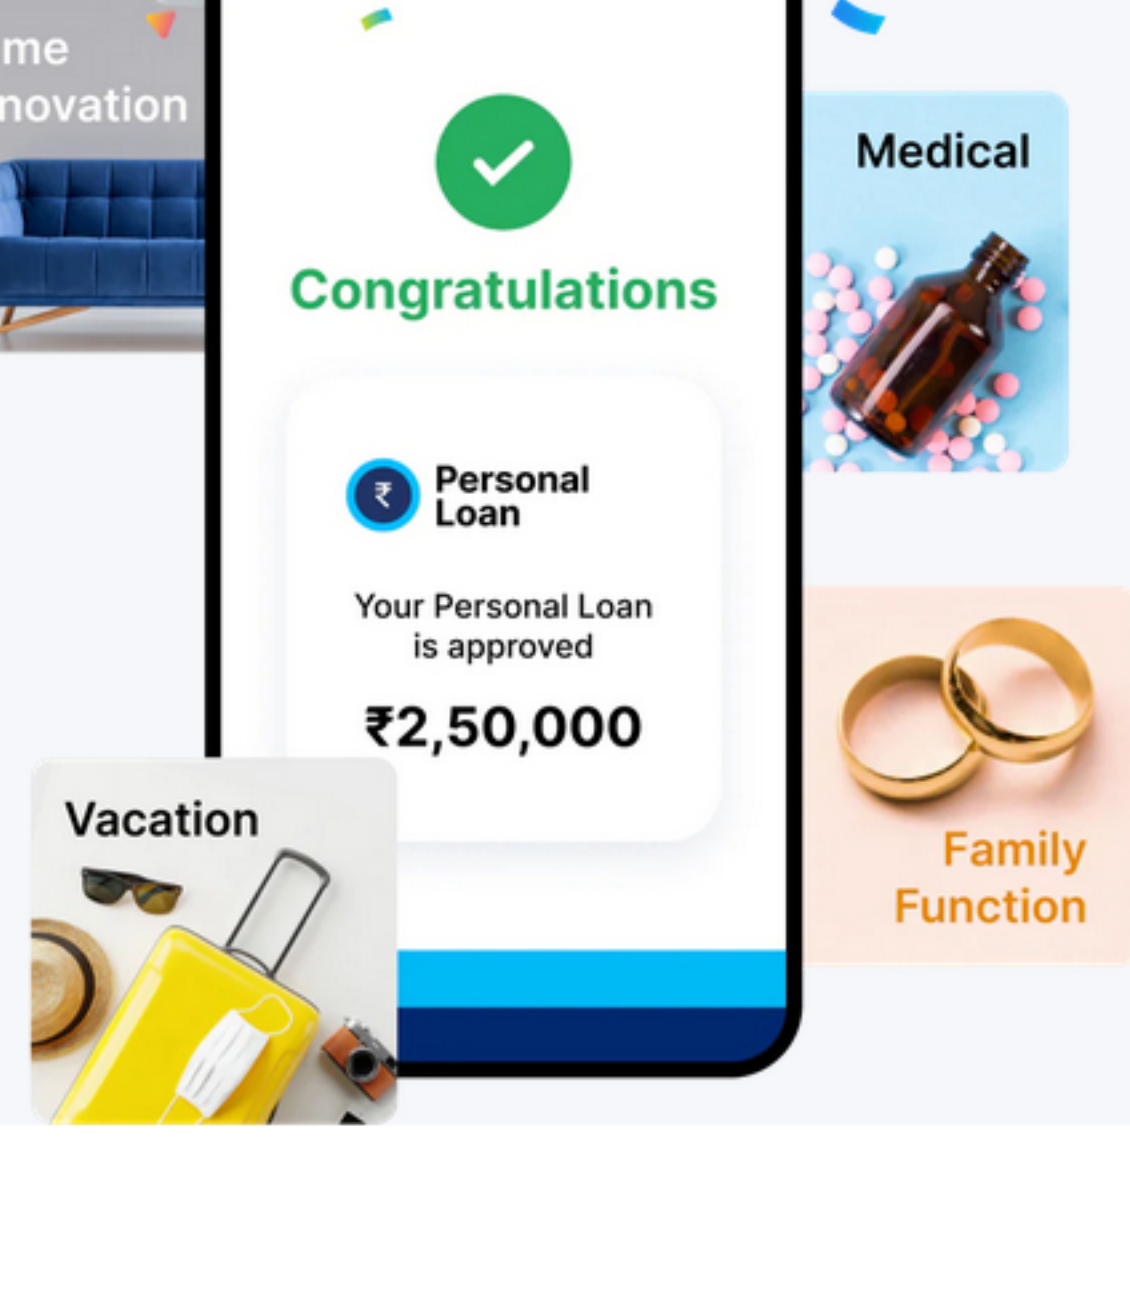 me
novation
Medical
Congratulations
₹
Personal
Loan
Your Personal Loan
is approved
₹2,50,000
Vacation
Family
Function